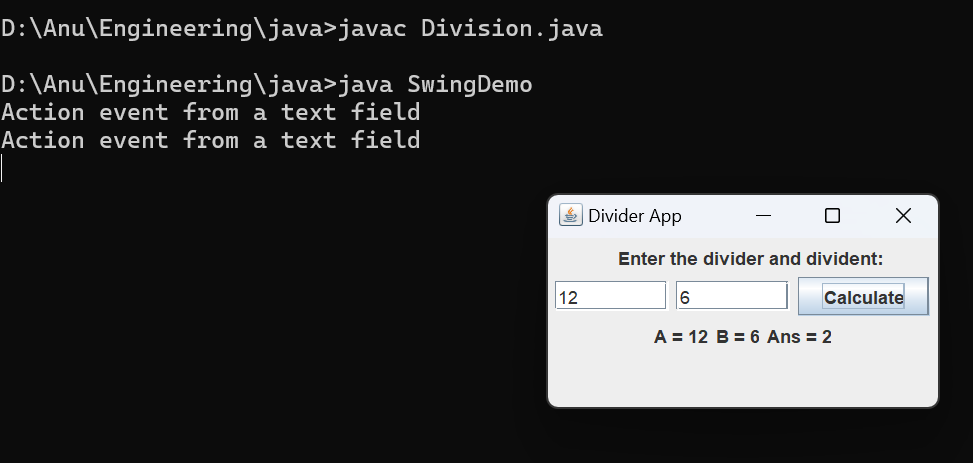 D:\Anu\Engineering\java>javac Division.java
D:\Anu\Engineering\java>java SwingDemo
Action event from a text field
Action event from a text field
Divider App
Enter the divider and divident:
12 6 Calculate
A = 12 B = 6 Ans = 2